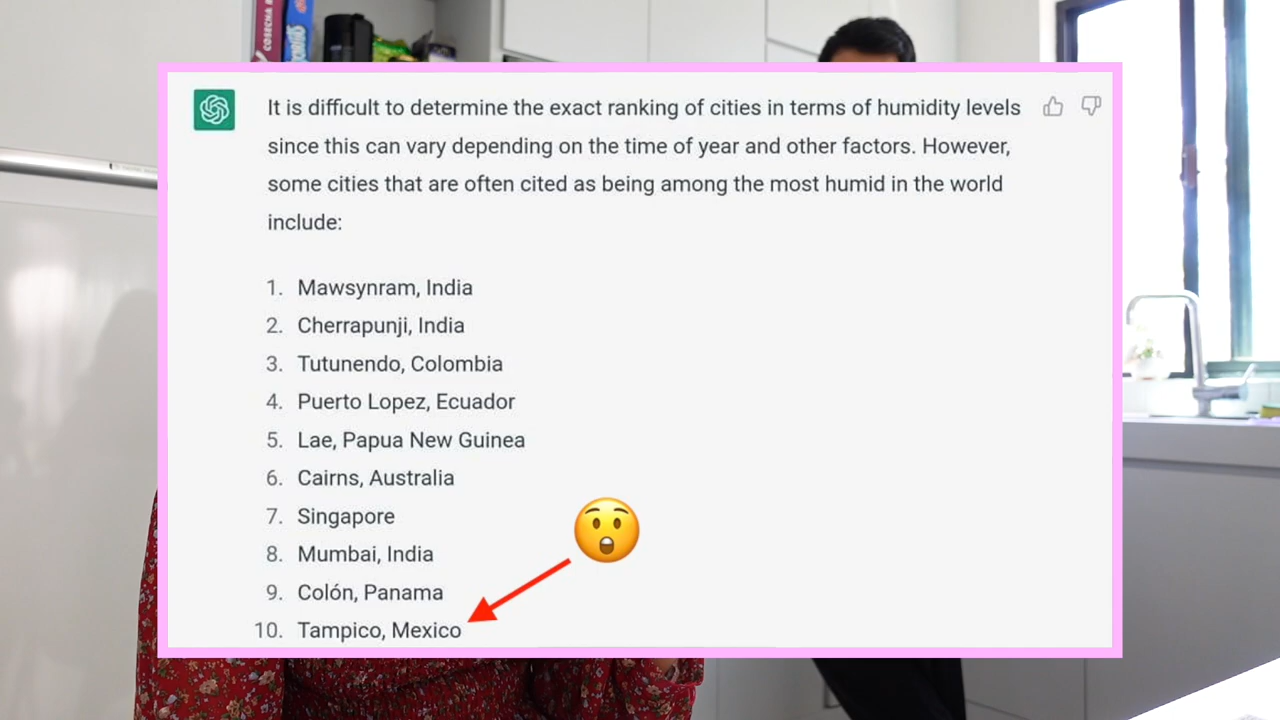 COSECHA
It is difficult to determine the exact ranking of cities in terms of humidity levels
since this can vary depending on the time of year and other factors. However,
some cities that are often cited as being among the most humid in the world
include:
1. Mawsynram, India
2. Cherrapunji, India
3. Tutunendo, Colombia
4. Puerto Lopez, Ecuador
5. Lae, Papua New Guinea
6. Cairns, Australia
7. Singapore
8. Mumbai, India
9. Colón, Panama
10. Tampico, Mexico